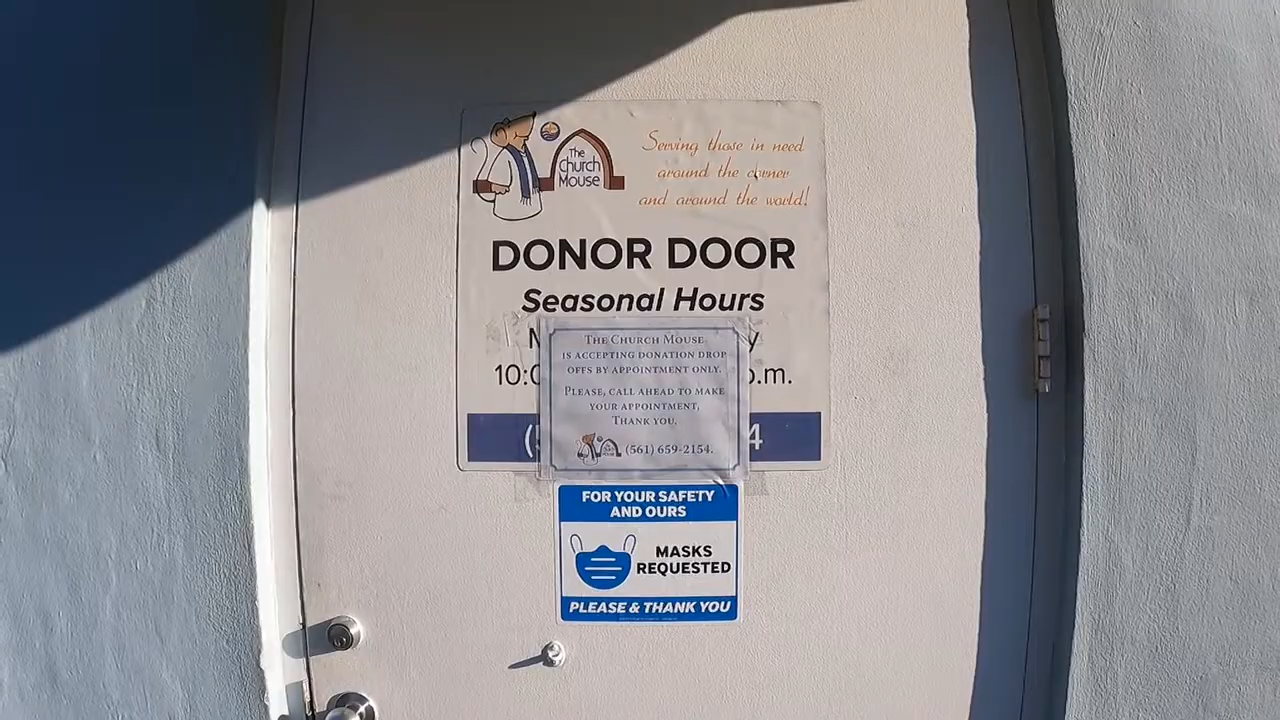 The
Church
Mouse
Serving those in need
around the corner
and around the world!
DONOR DOOR
Seasonal Hours
10:0
p.m.
4
THE CHURCH MOUSE
IS ACCEPTING DONATION DROP
OFFS BY APPOINTMENT ONLY.
PLEASE, CALL AHEAD TO MAKE
YOUR APPOINTMENT,
THANK YOU.
(561) 659-2154.
FOR YOUR SAFETY
AND OURS
MASKS
REQUESTED
PLEASE & THANK YOU